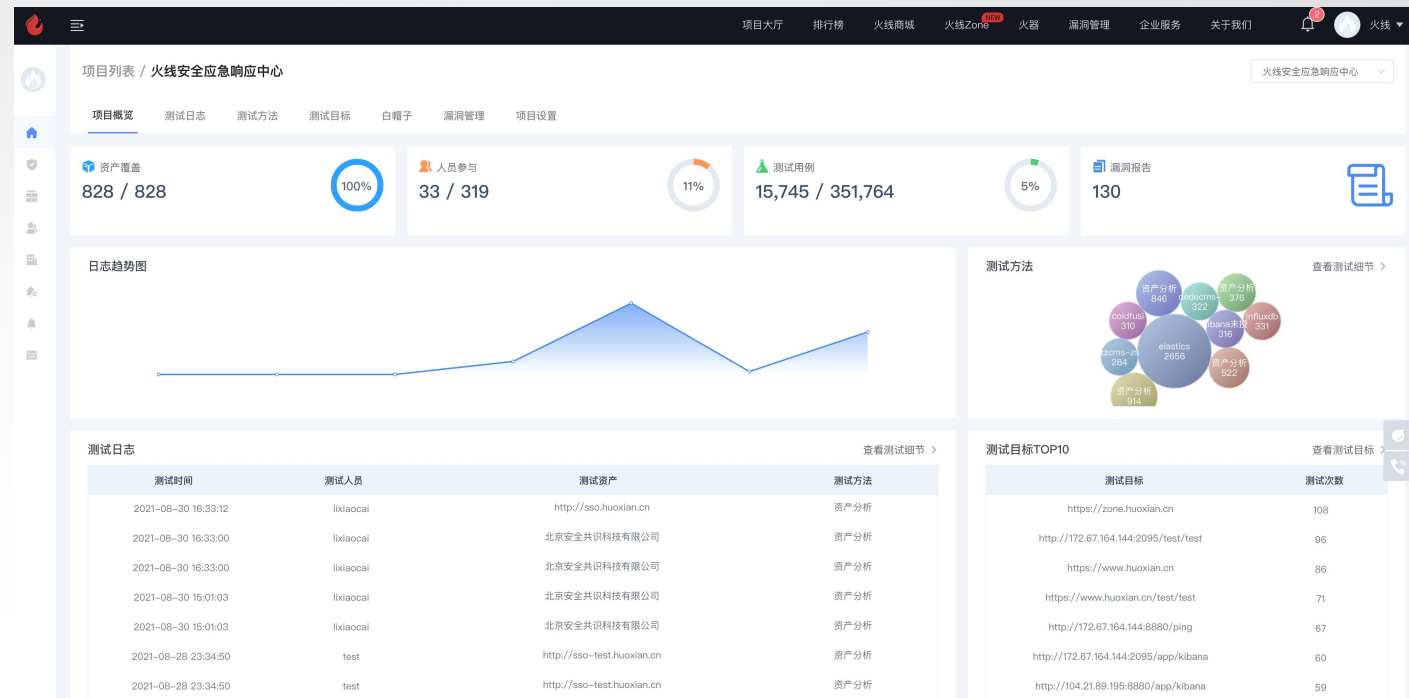 项目大厅 排行榜 火线商城 火线Zone NEW 火器 漏洞管理 企业服务 关于我们 2 火线
项目列表 / 火线安全应急响应中心 火线安全应急响应中心
项目概览 测试日志 测试方法 测试目标 白帽子 漏洞管理 项目设置
资产覆盖
828 / 828
100%
人员参与
33 / 319
11%
测试用例
15,745 / 351,764
5%
漏洞报告
130
日志趋势图
测试方法 查看测试细节
资产分析
846
dedecms-
322
资产分析
376
coldfusi
310
ibana未授
316
influxdb
331
zzcms-zs
284
elastics
2656
资产分析
522
资产分析
914
测试日志 查看测试细节
测试时间 测试人员 测试资产 测试方法
2021-08-30 16:33:12 lixiaocai http://sso.huoxian.cn 资产分析
2021-08-30 16:33:00 lixiaocai 北京安全共识科技有限公司 资产分析
2021-08-30 16:33:00 lixiaocai 北京安全共识科技有限公司 资产分析
2021-08-30 15:01:03 lixiaocai 北京安全共识科技有限公司 资产分析
2021-08-30 15:01:03 lixiaocai 北京安全共识科技有限公司 资产分析
2021-08-28 23:34:50 test http://sso-test.huoxian.cn 资产分析
2021-08-28 23:34:50 test http://sso-test.huoxian.cn 资产分析
测试目标TOP10 查看测试目标
测试目标 测试次数
https://zone.huoxian.cn 108
http://172.67.164.144:2095/test/test 96
https://www.huoxian.cn 86
https://www.huoxian.cn/test/test 71
http://172.67.164.144:8880/ping 67
http://172.67.164.144:2095/app/kibana 60
http://104.21.89.195:8880/app/kibana 59